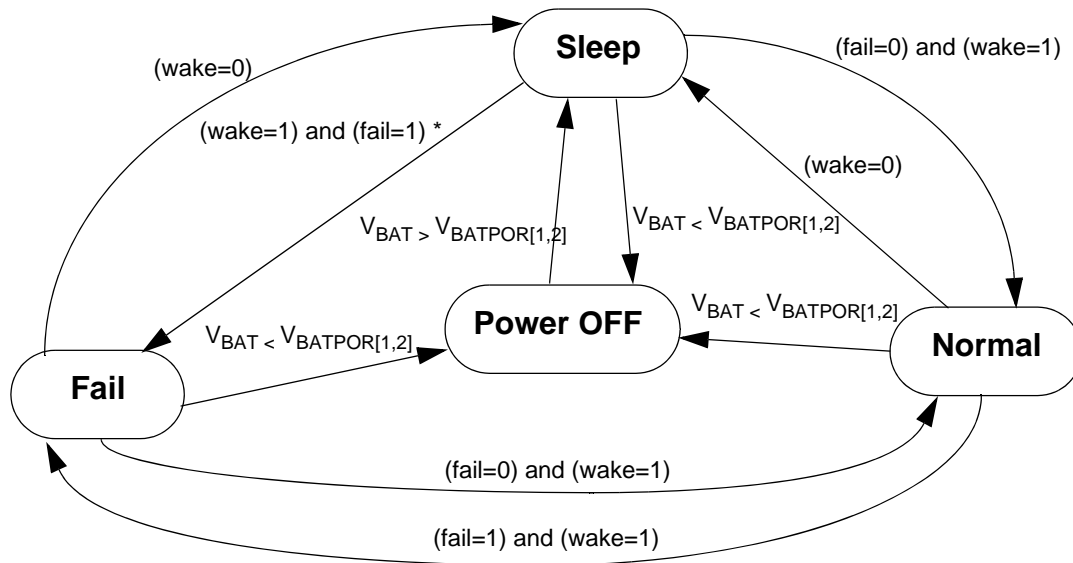 Sleep
(fail=0) and (wake=1)
(wake=0)
(wake=1) and (fail=1) *
(wake=0)
VBAT > VBATPOR[1,2]
VBAT < VBATPOR[1,2]
VBAT < VBATPOR[1,2]
Power OFF
VBAT < VBATPOR[1,2]
Normal
Fail
(fail=0) and (wake=1)
(fail=1) and (wake=1)